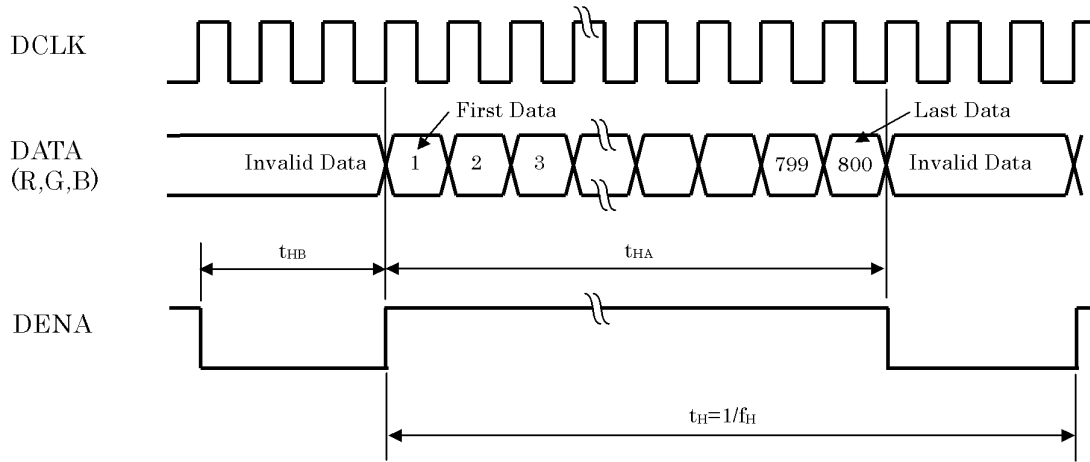 DCLK
First Data
Last Data
DATA
(R,G,B)
Invalid Data 1 2 3 799 800 Invalid Data
tHB
tHA
DENA
tH=1/fH